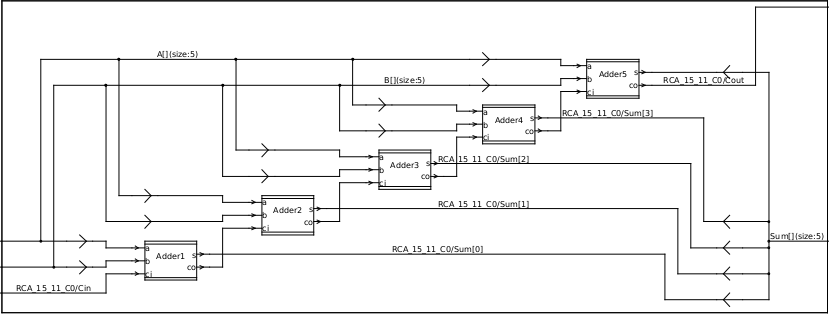 A[](size:5)
B[](size:5)
a
b
ci
Adder5
s
co
RCA_15_11_C0/Cout
a
b
ci
Adder4
s
co
RCA_15_11_C0/Sum[3]
a
b
ci
Adder3
s
co
RCA_15_11_C0/Sum[2]
a
b
ci
Adder2
s
co
RCA_15_11_C0/Sum[1]
Sum[](size:5)
a
b
ci
Adder1
s
co
RCA_15_11_C0/Sum[0]
RCA_15_11_C0/Cin